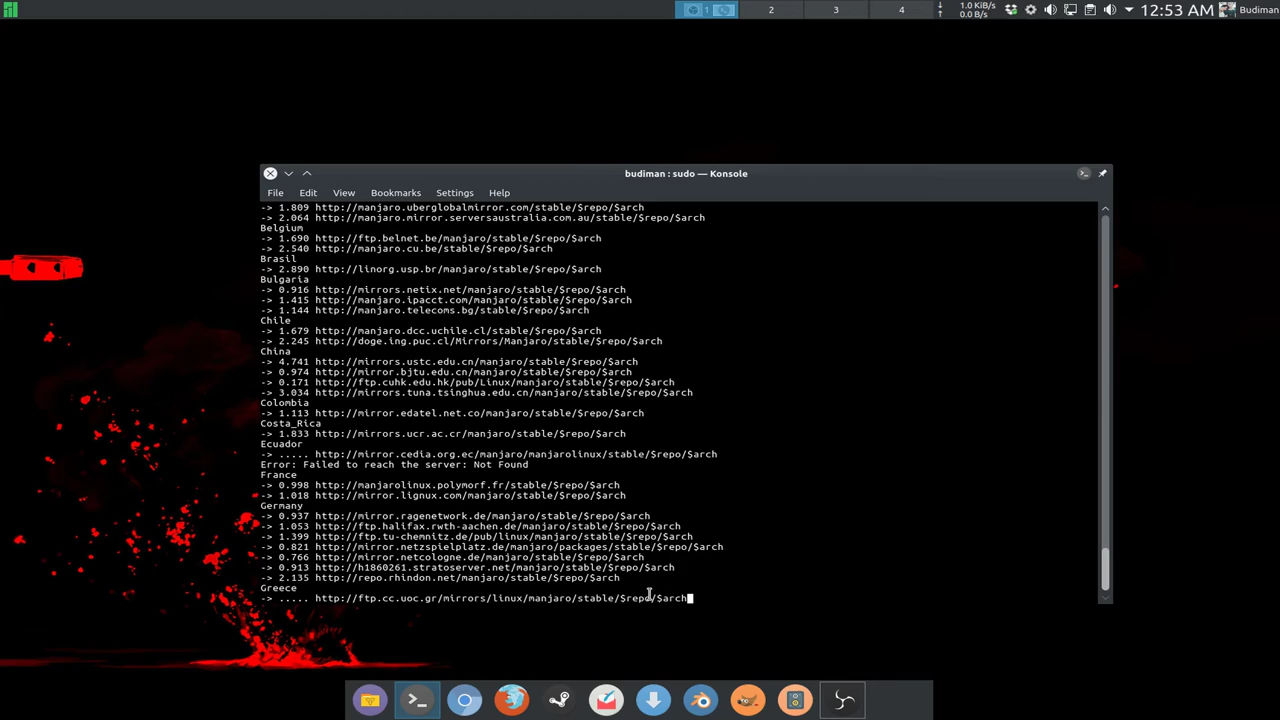 1 2 3 4 1.0 KiB/s 0.0 B/s 12:53 AM Budiman
budiman : sudo — Konsole
File Edit View Bookmarks Settings Help
-> 1.809 http://manjaro.uberglobalmirror.com/stable/$repo/$arch
-> 2.064 http://manjaro.mirror.serversaustralia.com.au/stable/$repo/$arch
Belgium
-> 1.690 http://ftp.belnet.be/manjaro/stable/$repo/$arch
-> 2.540 http://manjaro.cu.be/stable/$repo/$arch
Brasil
-> 2.890 http://linorg.usp.br/manjaro/stable/$repo/$arch
Bulgaria
-> 0.916 http://mirrors.netix.net/manjaro/stable/$repo/$arch
-> 1.415 http://manjaro.ipacct.com/manjaro/stable/$repo/$arch
-> 1.144 http://manjaro.telecoms.bg/stable/$repo/$arch
Chile
-> 1.679 http://manjaro.dcc.uchile.cl/stable/$repo/$arch
-> 2.245 http://doge.ing.puc.cl/Mirrors/Manjaro/stable/$repo/$arch
China
-> 4.741 http://mirrors.ustc.edu.cn/manjaro/stable/$repo/$arch
-> 0.974 http://mirror.bjtu.edu.cn/manjaro/stable/$repo/$arch
-> 0.171 http://ftp.cuhk.edu.hk/pub/Linux/manjaro/stable/$repo/$arch
-> 3.034 http://mirrors.tuna.tsinghua.edu.cn/manjaro/stable/$repo/$arch
Colombia
-> 1.113 http://mirror.edatel.net.co/manjaro/stable/$repo/$arch
Costa_Rica
-> 1.833 http://mirrors.ucr.ac.cr/manjaro/stable/$repo/$arch
Ecuador
-> ..... http://mirror.cedia.org.ec/manjarolinux/stable/$repo/$arch
Error: Failed to reach the server: Not Found
France
-> 0.998 http://manjarolinux.polymorf.fr/stable/$repo/$arch
-> 1.018 http://mirror.lignux.com/manjaro/stable/$repo/$arch
Germany
-> 0.937 http://mirror.ragenetwork.de/manjaro/stable/$repo/$arch
-> 1.053 http://ftp.halifax.rwth-aachen.de/manjaro/stable/$repo/$arch
-> 1.399 http://ftp.tu-chemnitz.de/pub/linux/manjaro/stable/$repo/$arch
-> 0.821 http://mirror.netzspielplatz.de/manjaro/packages/stable/$repo/$arch
-> 0.766 http://mirror.netcologne.de/manjaro/stable/$repo/$arch
-> 0.913 http://h1860261.stratoserver.net/manjaro/stable/$repo/$arch
-> 2.135 http://repo.rhindon.net/manjaro/stable/$repo/$arch
Greece
-> ..... http://ftp.cc.uoc.gr/mirrors/linux/manjaro/stable/$repo/$arch